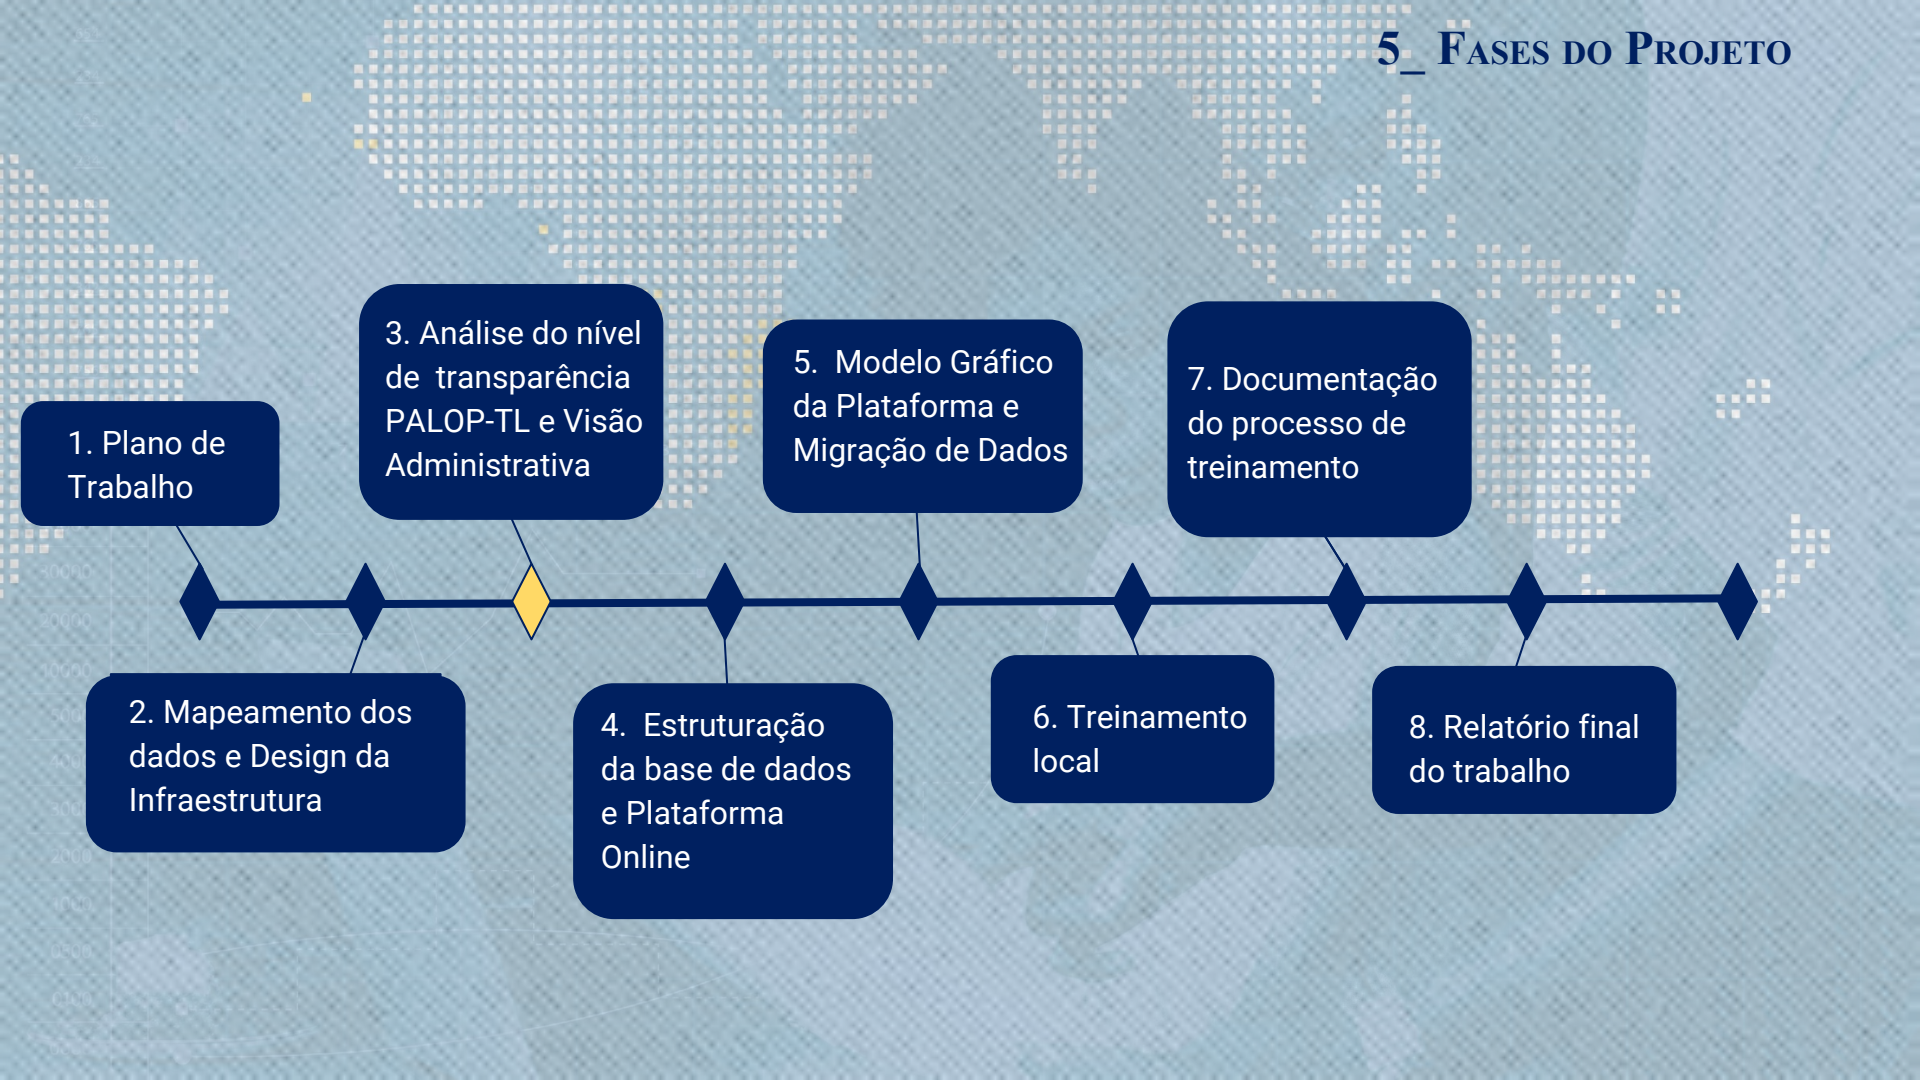 5_ Fases do Projeto
1. Plano de
Trabalho
2. Mapeamento dos
dados e Design da
Infraestrutura
3. Análise do nível
de transparência
PALOP-TL e Visão
Administrativa
4. Estruturação
da base de dados
e Plataforma
Online
5. Modelo Gráfico
da Plataforma e
Migração de Dados
6. Treinamento
local
7. Documentação
do processo de
treinamento
8. Relatório final
do trabalho